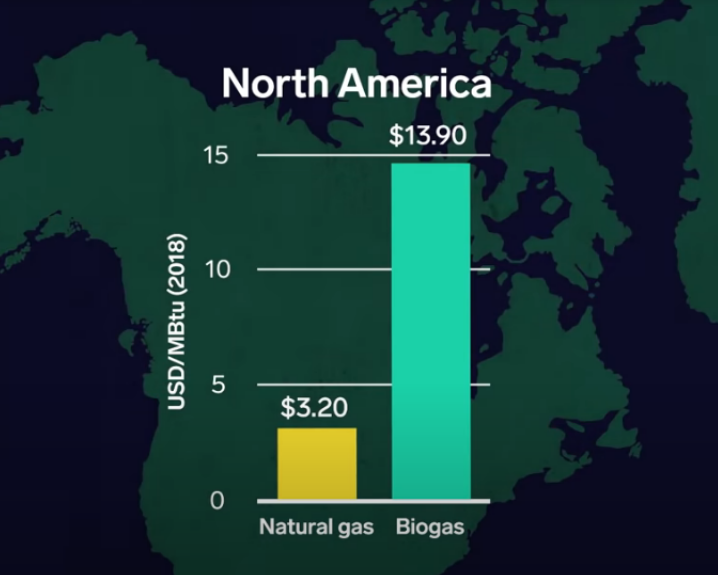 North America
$13.90
15
10
5
$3.20
0
USD/MBtu (2018)
Natural gas
Biogas